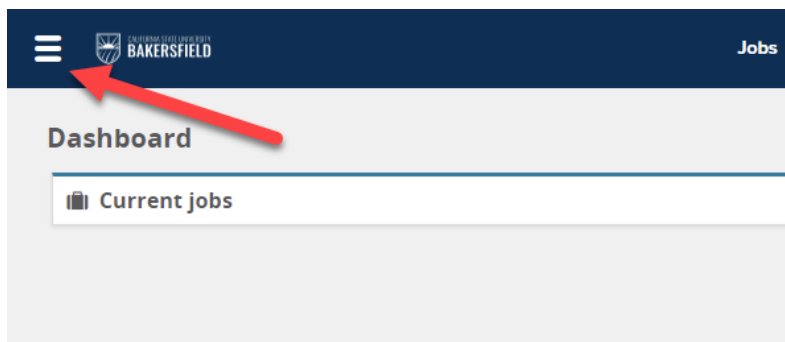 CALIFORNIA STATE UNIVERSITY
BAKERSFIELD
Jobs
Dashboard
Current jobs